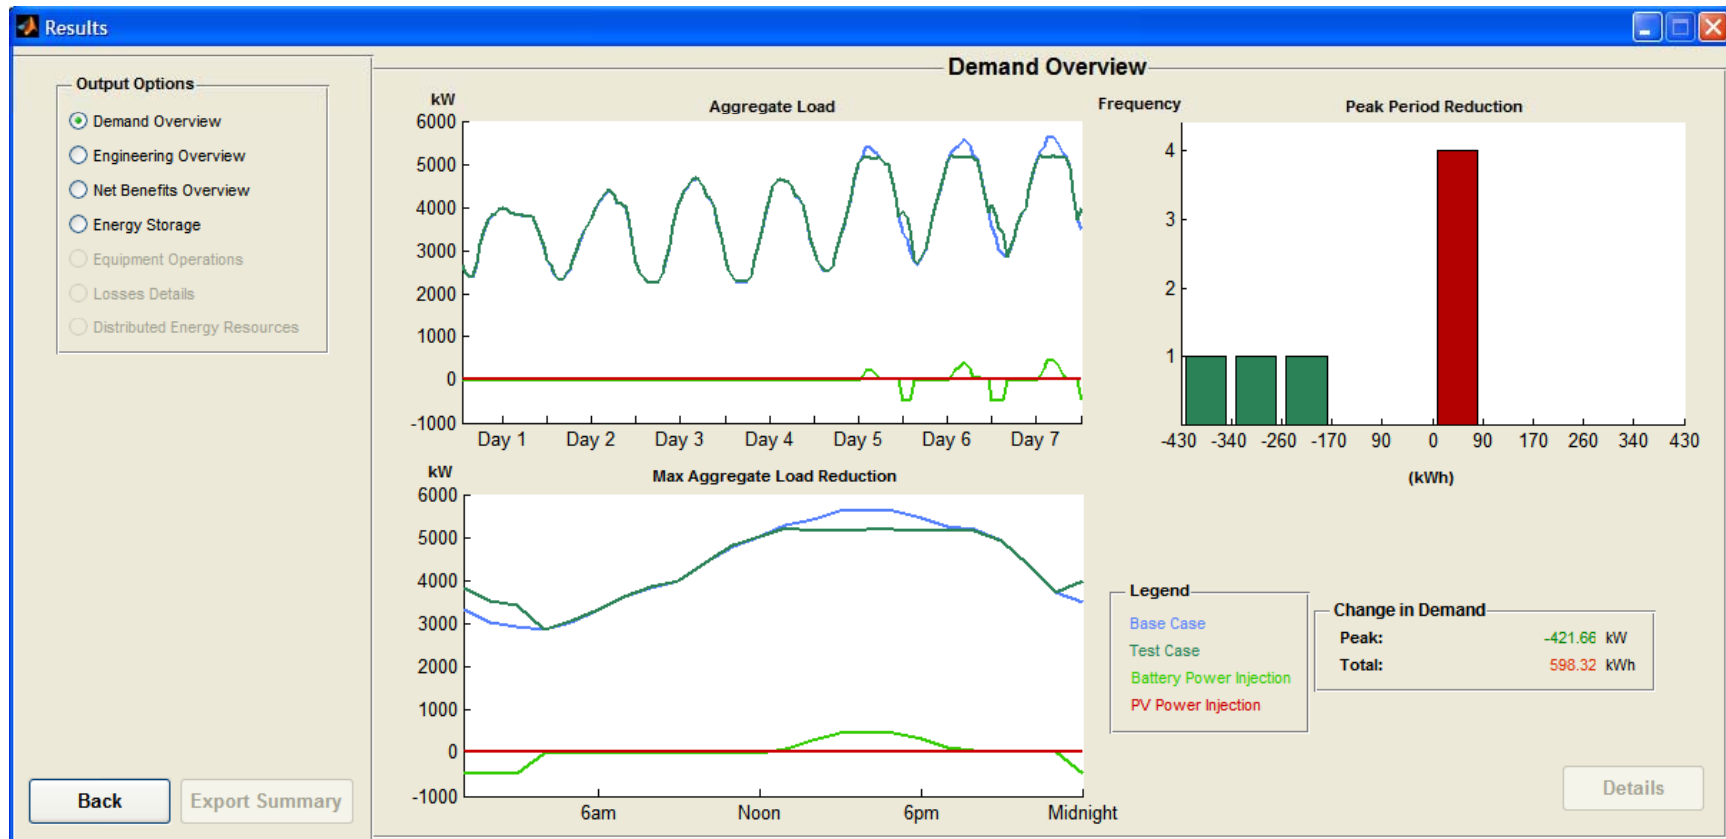 Results
Output Options
Demand Overview
Engineering Overview
Net Benefits Overview
Energy Storage
Equipment Operations
Losses Details
Distributed Energy Resources
Back
Export Summary
Demand Overview
kW
Aggregate Load
6000
5000
4000
3000
2000
1000
0
-1000
Day 1 Day 2 Day 3 Day 4 Day 5 Day 6 Day 7
Frequency
Peak Period Reduction
4
3
2
1
-430 -340 -260 -170 90 0 90 170 260 340 430
(kWh)
kW
Max Aggregate Load Reduction
6000
5000
4000
3000
2000
1000
0
-1000
6am Noon 6pm Midnight
Legend
Base Case
Test Case
Battery Power Injection
PV Power Injection
Change in Demand
Peak: -421.66 kW
Total: 598.32 kWh
Details